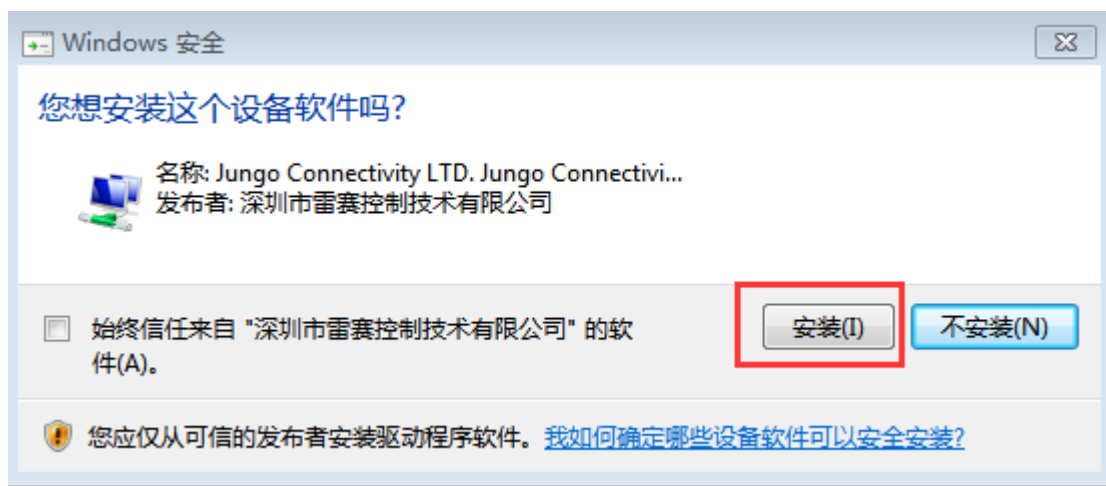 Windows 安全
您想安装这个设备软件吗?
名称: Jungo Connectivity LTD. Jungo Connectivi...
发布者: 深圳市雷赛控制技术有限公司
始终信任来自 "深圳市雷赛控制技术有限公司" 的软
件(A)。
安装(I)
不安装(N)
您应仅从可信的发布者安装驱动程序软件。我如何确定哪些设备软件可以安全安装?